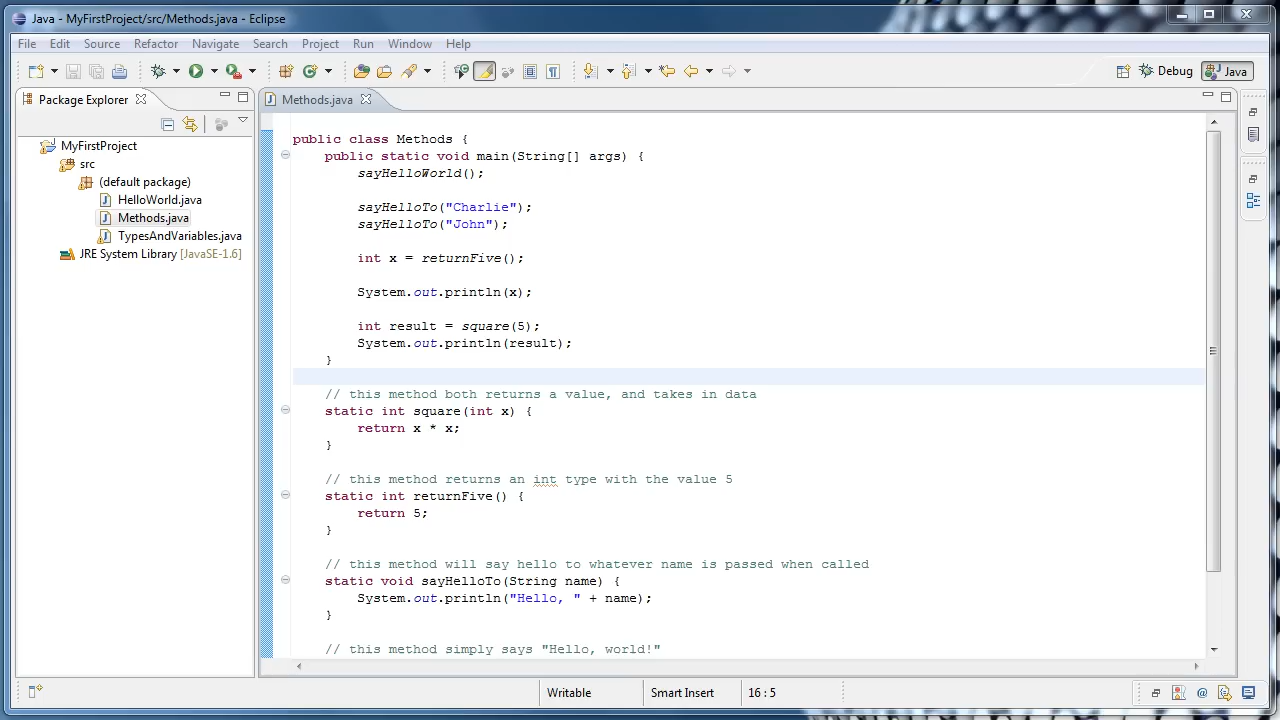 Java - MyFirstProject/src/Methods.java - Eclipse
File Edit Source Refactor Navigate Search Project Run Window Help
Debug Java
Package Explorer
Methods.java
MyFirstProject
src
(default package)
HelloWorld.java
Methods.java
TypesAndVariables.java
JRE System Library [JavaSE-1.6]
public class Methods {
public static void main(String[] args) {
sayHelloWorld();
sayHelloTo("Charlie");
sayHelloTo("John");
int x = returnFive();
System.out.println(x);
int result = square(5);
System.out.println(result);
}
// this method both returns a value, and takes in data
static int square(int x) {
return x * x;
}
// this method returns an int type with the value 5
static int returnFive() {
return 5;
}
// this method will say hello to whatever name is passed when called
static void sayHelloTo(String name) {
System.out.println("Hello, " + name);
}
// this method simply says "Hello, world!"
Writable Smart Insert 16 : 5